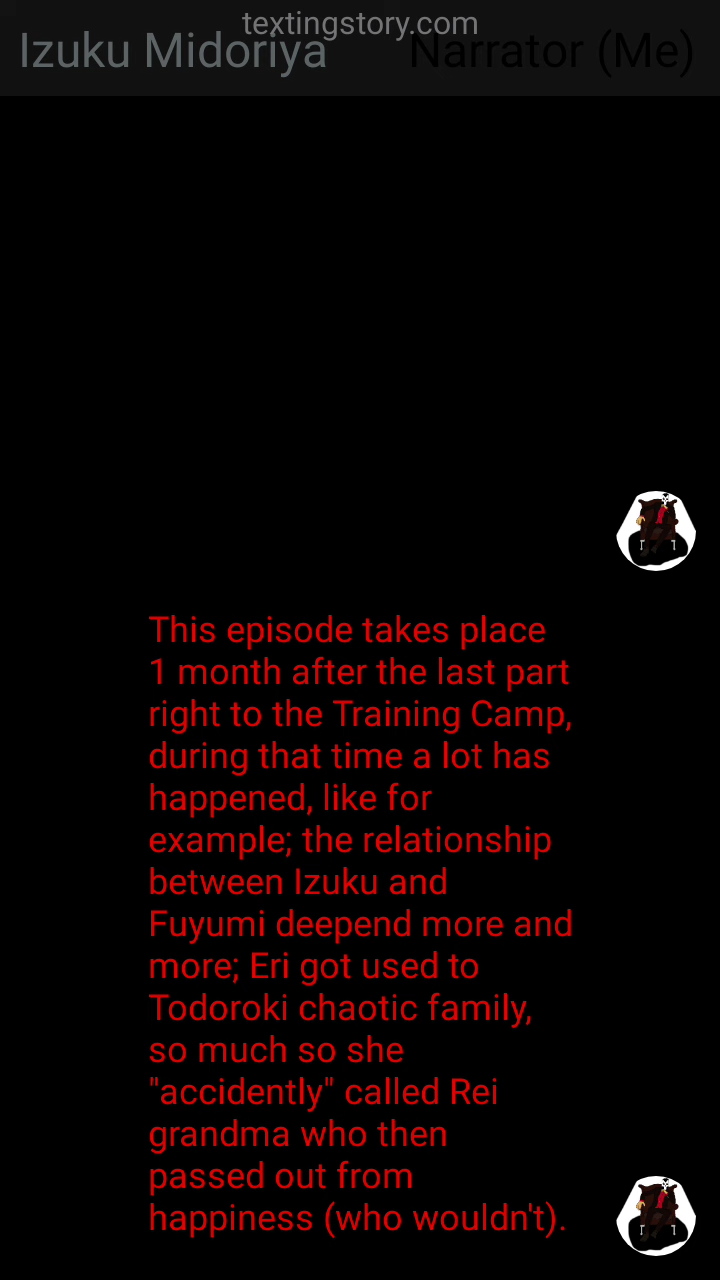 textingstory.com
Izuku Midoriya
Narrator (Me)
This episode takes place
1 month after the last part
right to the Training Camp,
during that time a lot has
happened, like for
example; the relationship
between Izuku and
Fuyumi deepend more and
more; Eri got used to
Todoroki chaotic family,
so much so she
"accidently" called Rei
grandma who then
passed out from
happiness (who wouldn't).